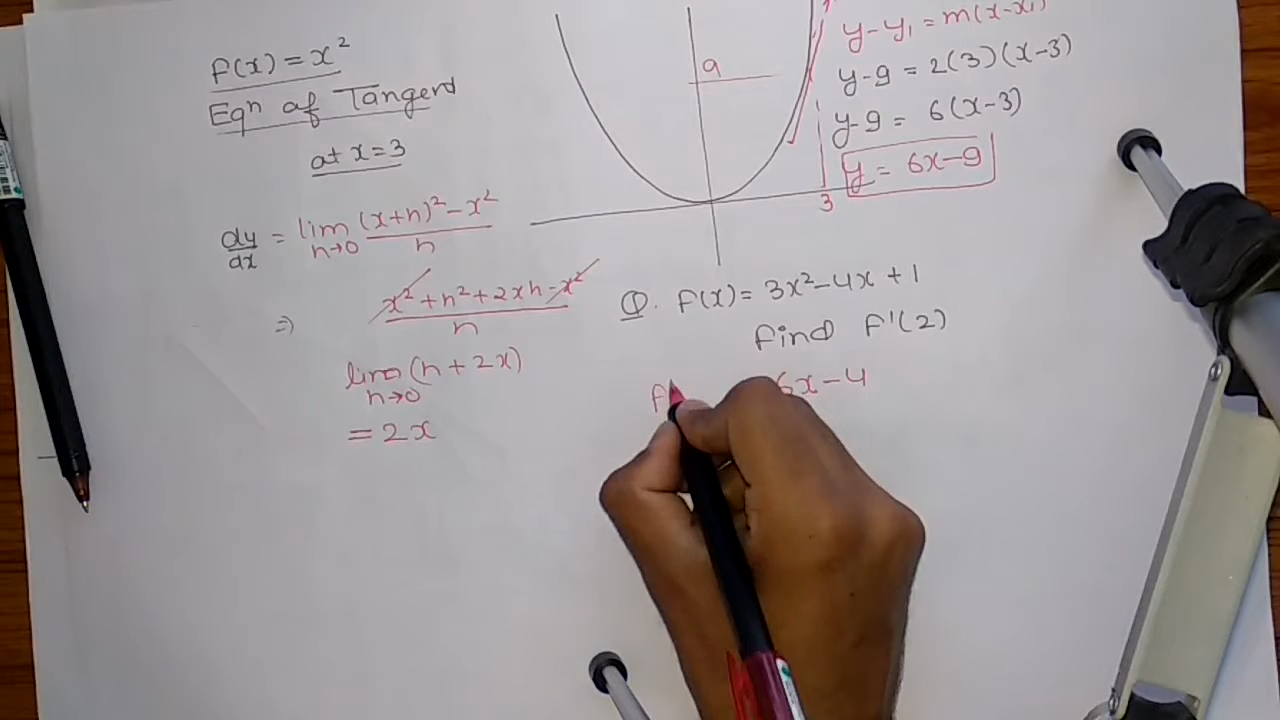 f(x) = x²
Eqn of Tangent
at x=3
dy/dx = lim h→0 (x+h)² - x² / h
⇒ x² + h² + 2xh - x² / h
lim h→0 (h + 2x)
= 2x
9
3
y - y₁ = m(x - x₁)
y - 9 = 2(3)(x - 3)
y - 9 = 6(x - 3)
y = 6x - 9
Q. f(x) = 3x² - 4x + 1
find f'(2)
f 6x - 4